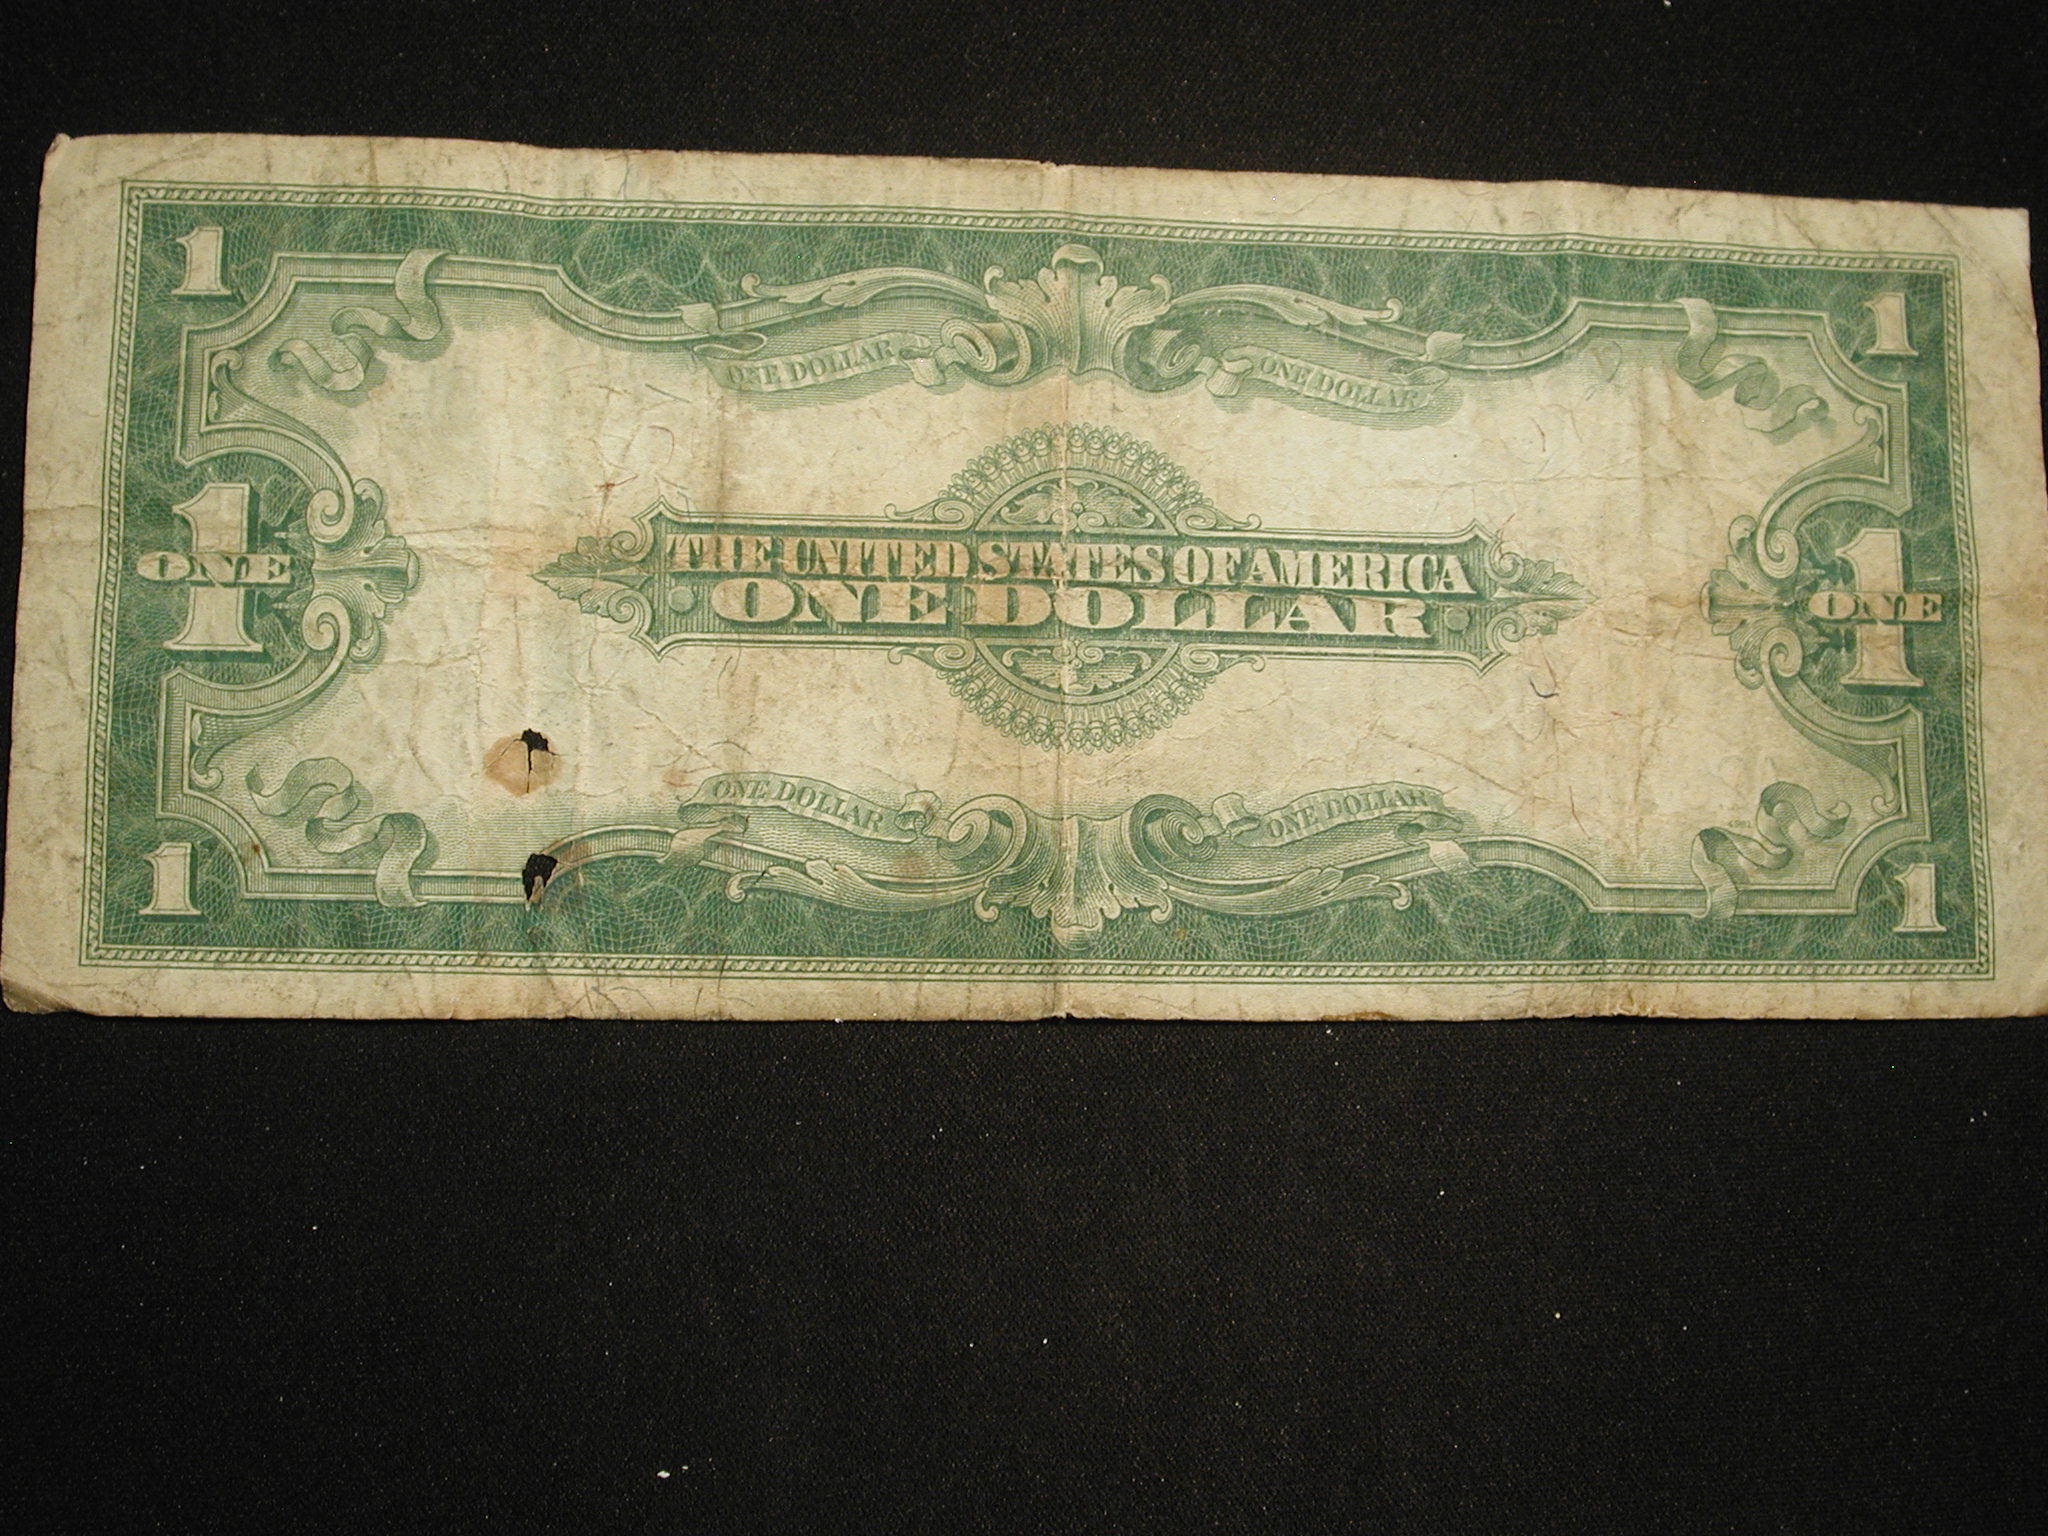 1
1
ONE DOLLAR
ONE DOLLAR
1
ONE
THE UNITED STATES OF AMERICA
ONE DOLLAR
1
ONE
ONE DOLLAR
ONE DOLLAR
1
1